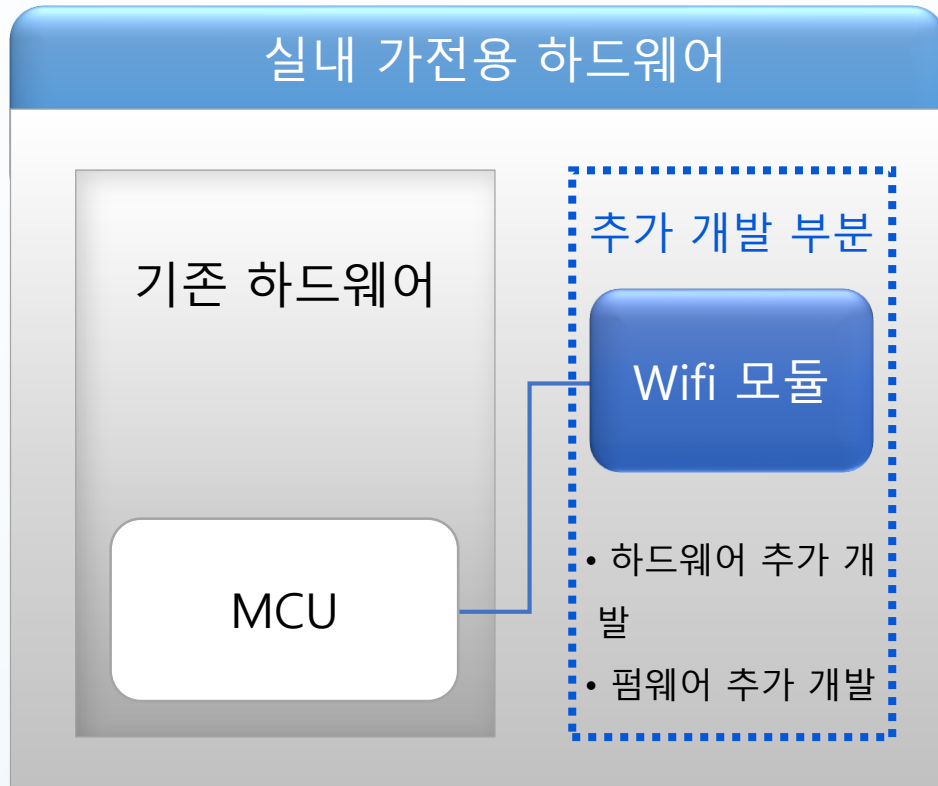 실내 가전용 하드웨어
기존 하드웨어
MCU
추가 개발 부분
Wifi 모듈
• 하드웨어 추가 개
발
• 펌웨어 추가 개발